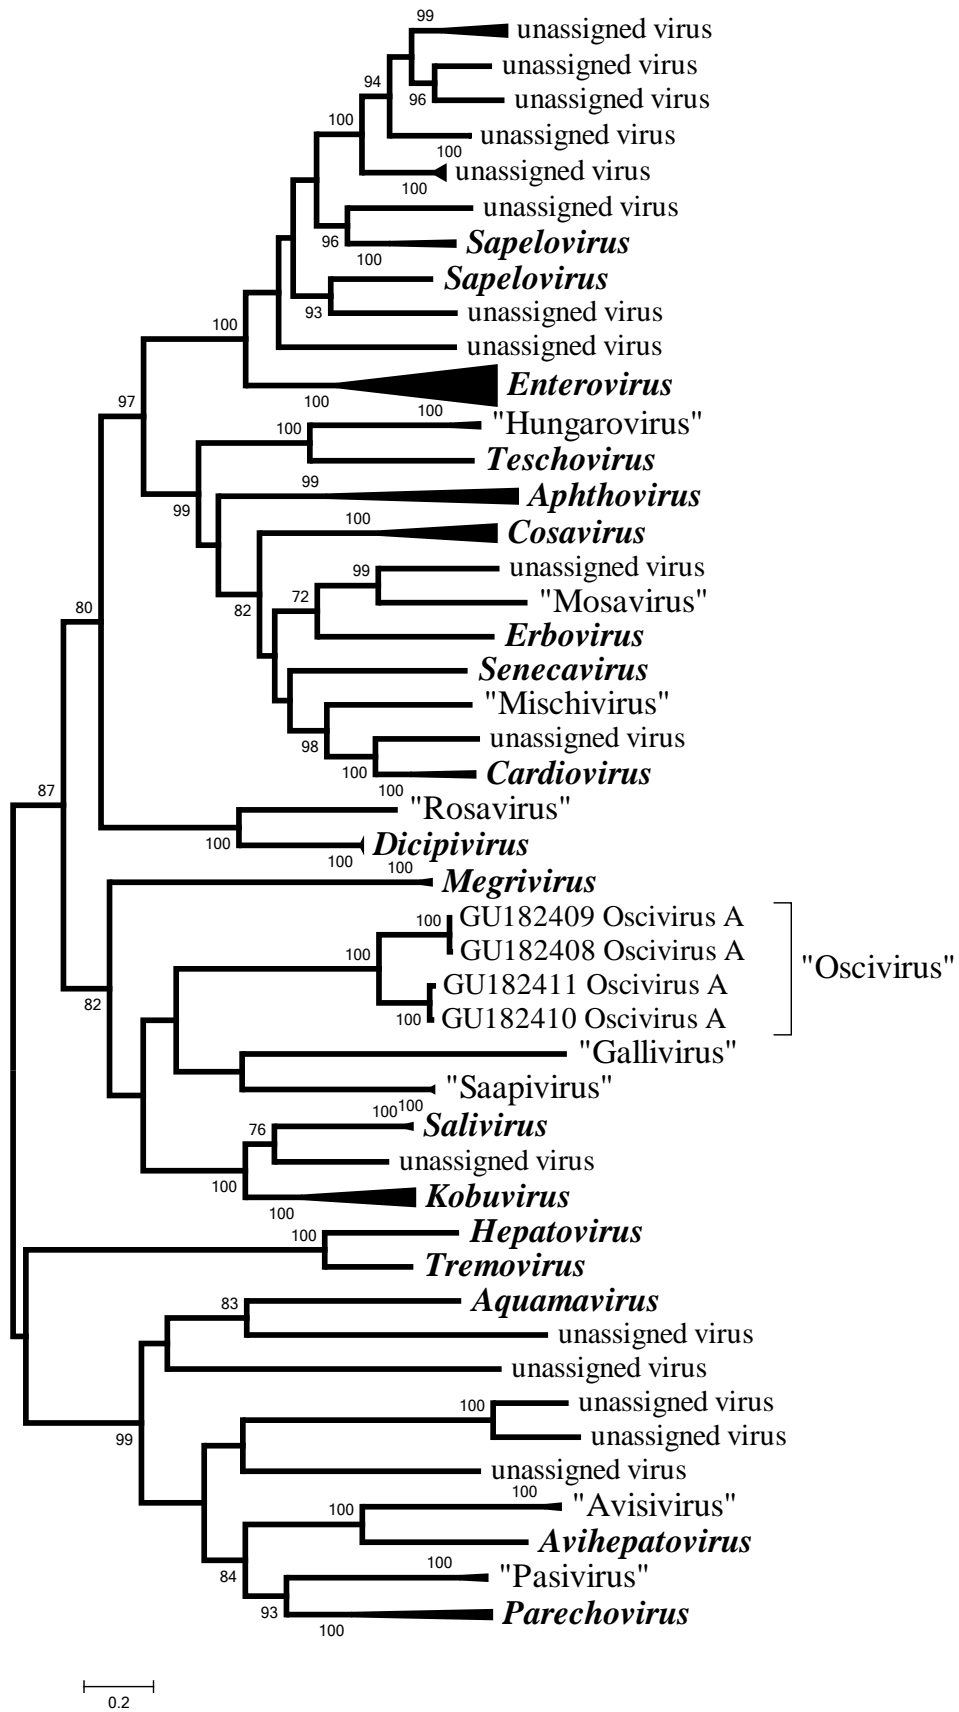 99
unassigned virus
unassigned virus
94
96
unassigned virus
100
unassigned virus
100
unassigned virus
100
unassigned virus
96
Sapelovirus
100
Sapelovirus
93
unassigned virus
100
unassigned virus
Enterovirus
100
97
100
"Hungarovirus"
100
Teschovirus
99
Aphthovirus
99
100
Cosavirus
99
unassigned virus
72
"Mosavirus"
80
82
Erbovirus
Senecavirus
"Mischivirus"
98
unassigned virus
100
Cardiovirus
100
87
"Rosavirus"
100
Dicipivirus
100
100
Megrivirus
100
GU182409 Oscivirus A
GU182408 Oscivirus A
100
"Oscivirus"
GU182411 Oscivirus A
82
100
GU182410 Oscivirus A
"Gallivirus"
"Saapivirus"
100
100
Salivirus
76
unassigned virus
100
Kobuvirus
100
100
Hepatovirus
Tremovirus
83
Aquamavirus
unassigned virus
unassigned virus
100
unassigned virus
99
unassigned virus
unassigned virus
100
100
"Avisivirus"
Avihepatovirus
100
84
"Pasivirus"
93
Parechovirus
100
0.2